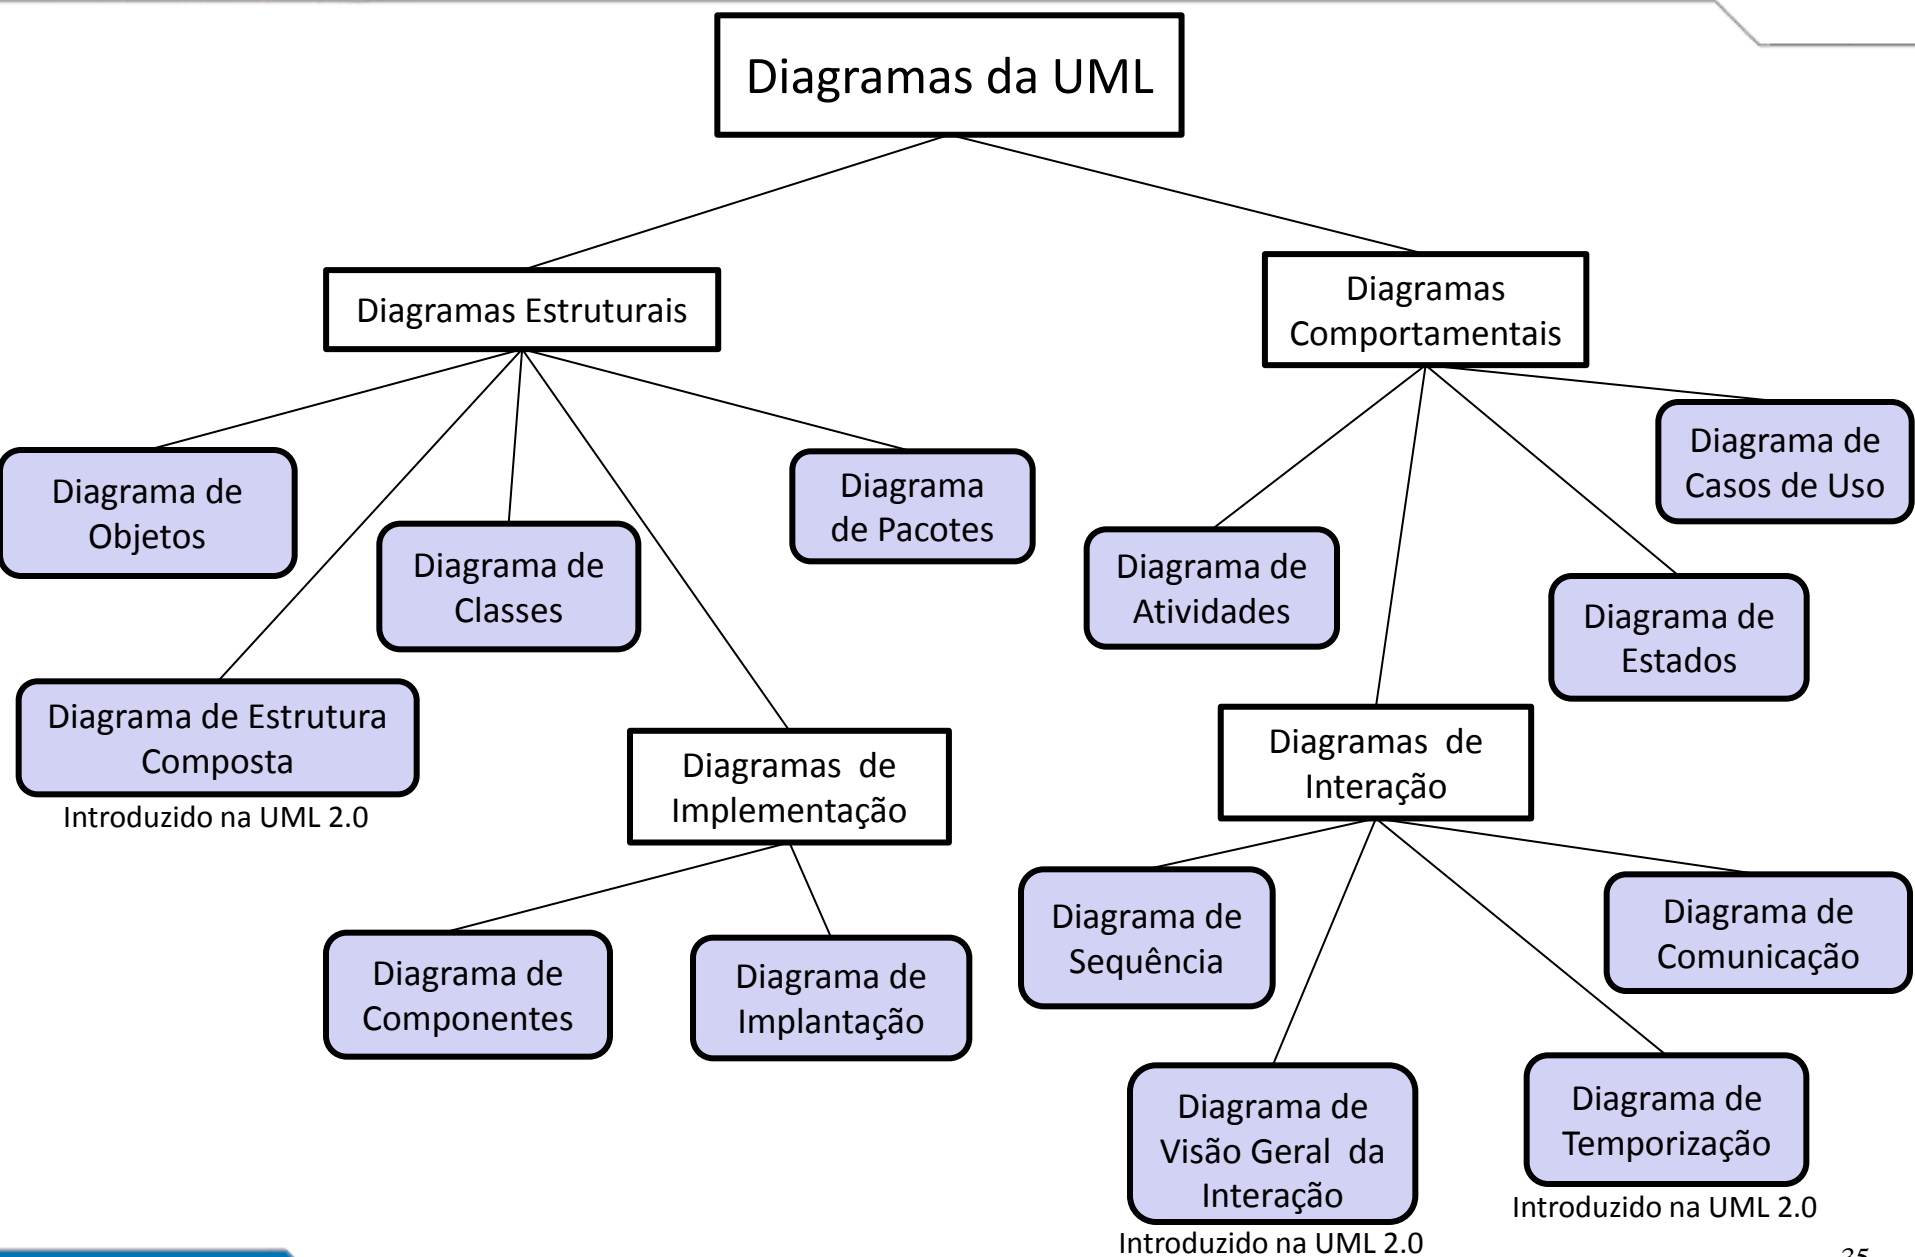 Diagramas da UML
Diagramas Estruturais
Diagramas
Comportamentais
Diagrama de
Objetos
Diagrama de Estrutura
Composta
Introduzido na UML 2.0
Diagrama de
Classes
Diagrama
de Pacotes
Diagramas  de
Implementação
Diagrama de
Componentes
Diagrama de
Implantação
Diagrama de
Atividades
Diagrama de
Casos de Uso
Diagrama de
Estados
Diagramas  de
Interação
Diagrama de
Sequência
Diagrama de
Comunicação
Diagrama de
Visão Geral  da
Interação
Introduzido na UML 2.0
Diagrama de
Temporização
Introduzido na UML 2.0